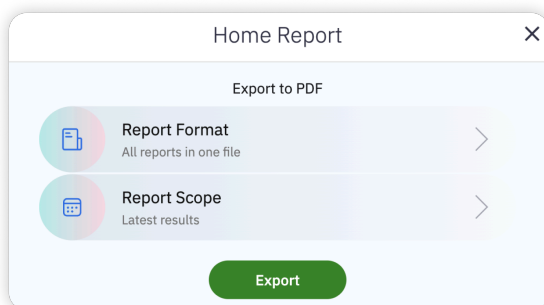 Home Report
Export to PDF
Report Format
All reports in one file
Report Scope
Latest results
Export